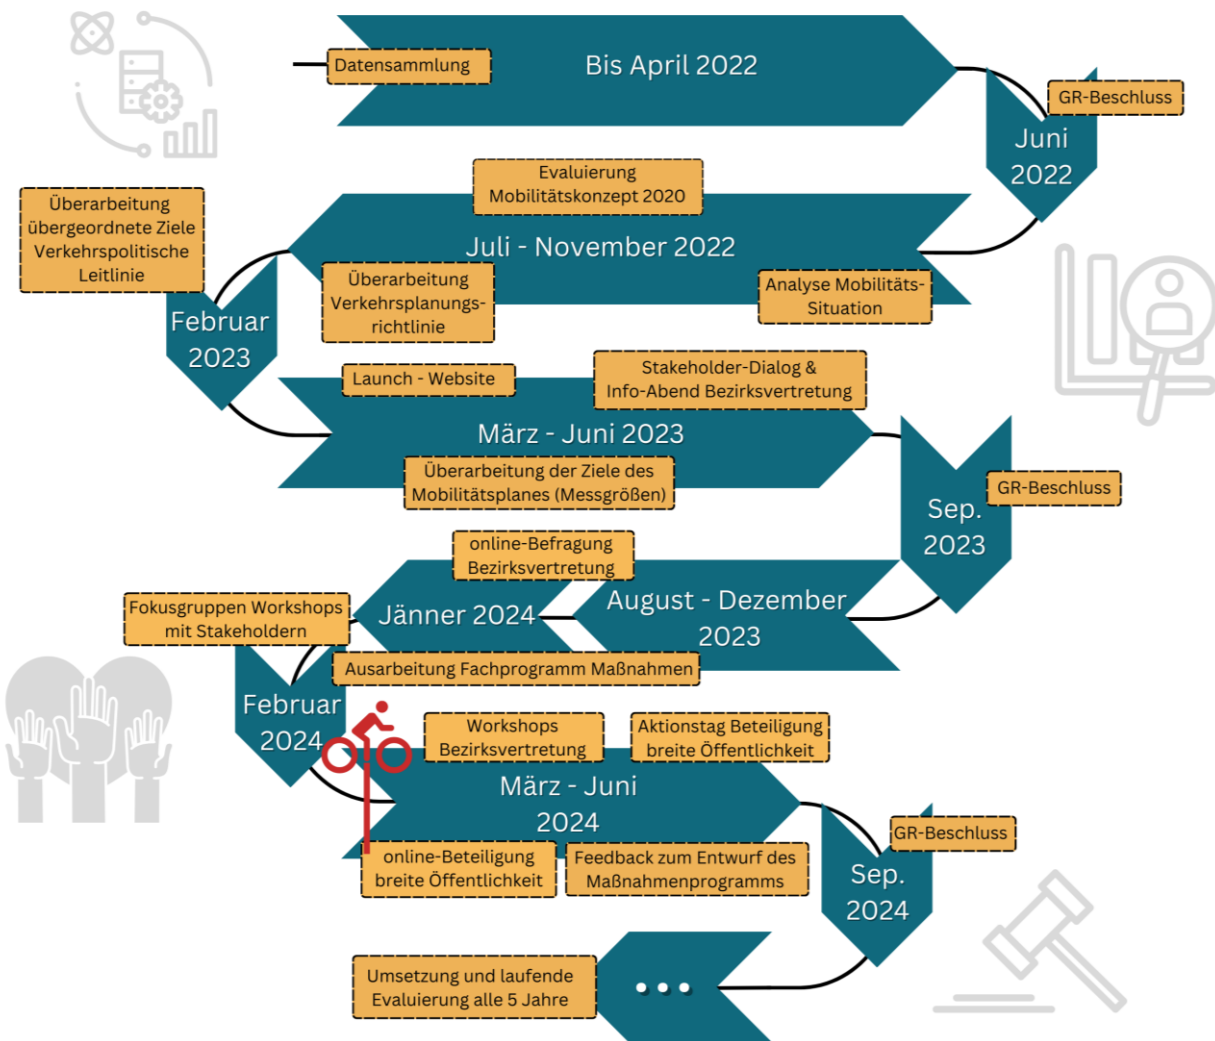 Datensammlung
Bis April 2022
GR-Beschluss
Juni
2022
Evaluierung
Mobilitätskonzept 2020
Juli - November 2022
Analyse Mobilitäts-
Situation
Überarbeitung
Verkehrsplanungs-
richtlinie
Überarbeitung
übergeordnete Ziele
Verkehrspolitische
Leitlinie
Februar
2023
Launch - Website
Stakeholder-Dialog &
Info-Abend Bezirksvertretung
März - Juni 2023
Überarbeitung der Ziele des
Mobilitätsplanes (Messgrößen)
GR-Beschluss
Sep.
2023
August - Dezember
2023
online-Befragung
Bezirksvertretung
Jänner 2024
Ausarbeitung Fachprogramm Maßnahmen
Fokusgruppen Workshops
mit Stakeholdern
Februar
2024
Workshops
Bezirksvertretung
Aktionstag Beteiligung
breite Öffentlichkeit
März - Juni
2024
online-Beteiligung
breite Öffentlichkeit
Feedback zum Entwurf des
Maßnahmenprogramms
GR-Beschluss
Sep.
2024
Umsetzung und laufende
Evaluierung alle 5 Jahre
...